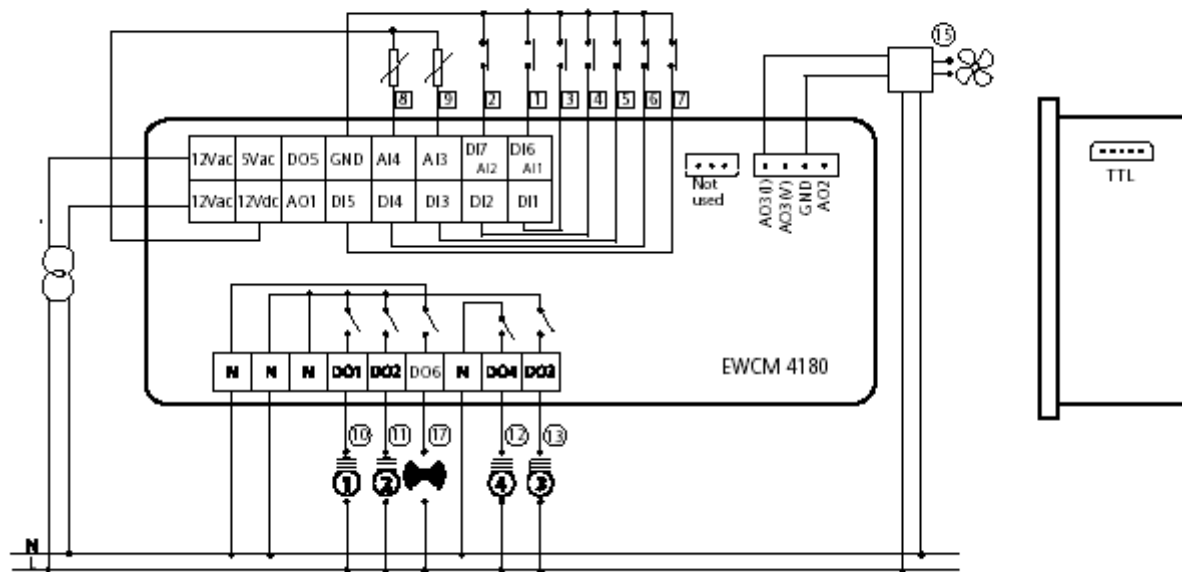 15
8 9 2 1 3 4 5 6 7
12Vac 5Vac DO5 GND AI4 AI3 DI7 AI2 DI6 AI1
12Vac 12Vdc AO1 DI5 DI4 DI3 DI2 DI1
Not used
AO3(I) AO3(V) GND AO2
TTL
N N N DO1 DO2 DO6 N DO4 DO3
EWCM 4180
10 11 17 12 13
1 2 4 3
N
L